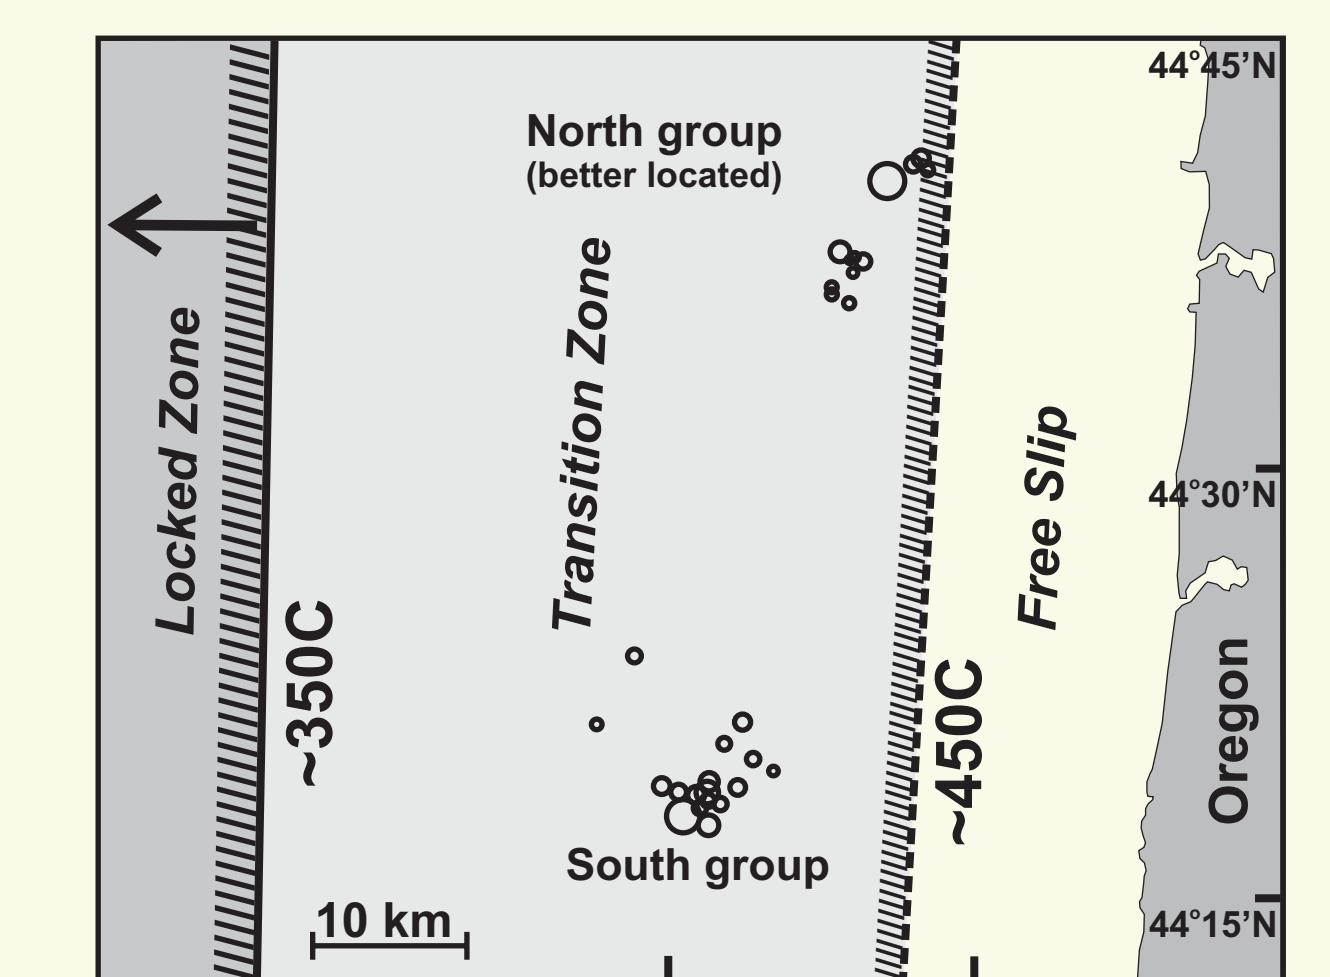 44°45’N
North group
(better located)
Locked Zone
Transition Zone
Free Slip
44°30’N
~350C
~450C
Oregon
South group
10 km
44°15’N